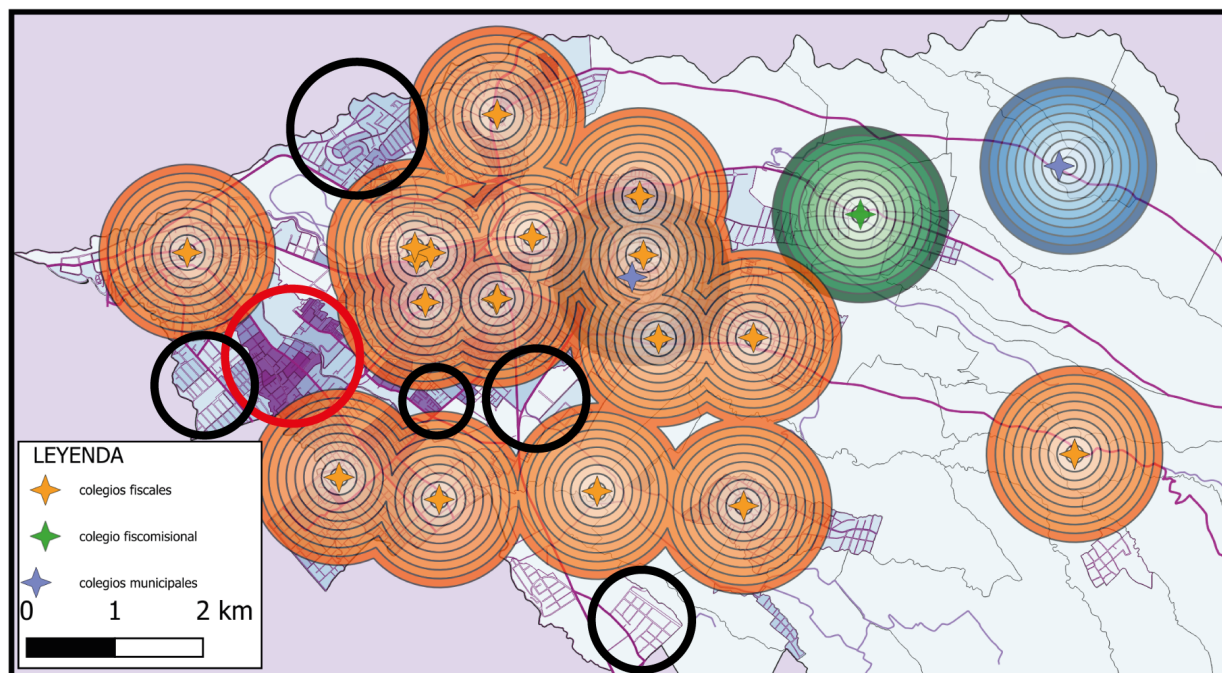 LEYENDA
colegios fiscales
colegio fiscomisional
colegios municipales
0 1 2 km